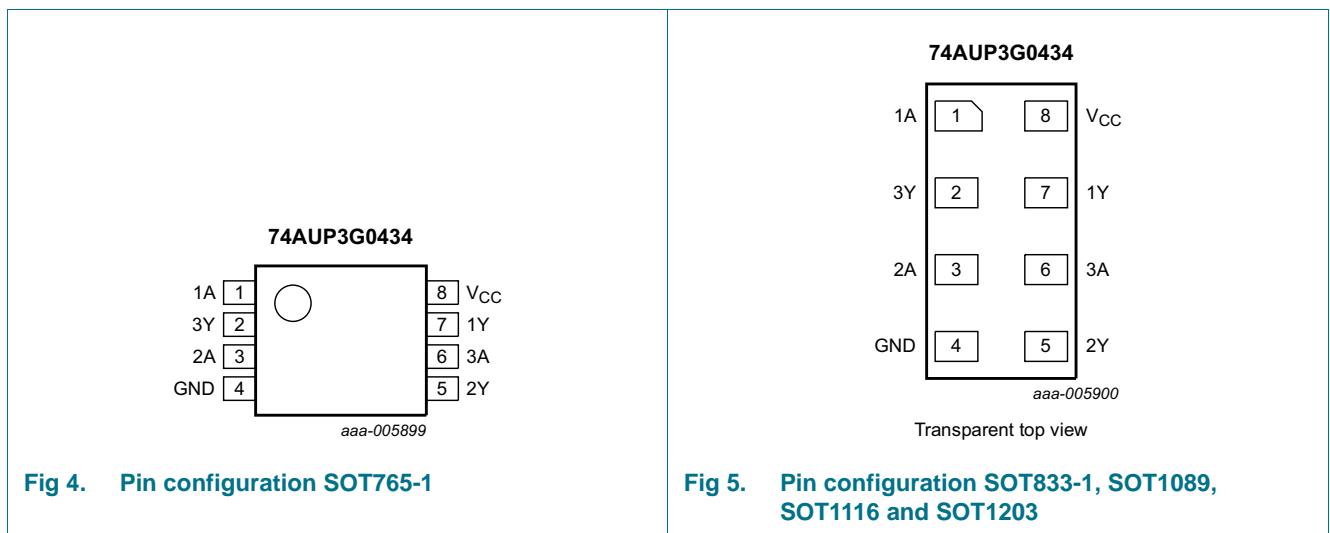 74AUP3G0434
1A 1 8 VCC
3Y 2 7 1Y
2A 3 6 3A
GND 4 5 2Y
aaa-005899
Fig 4. Pin configuration SOT765-1
74AUP3G0434
1A 1 8 VCC
3Y 2 7 1Y
2A 3 6 3A
GND 4 5 2Y
aaa-005900
Transparent top view
Fig 5. Pin configuration SOT833-1, SOT1089,
SOT1116 and SOT1203